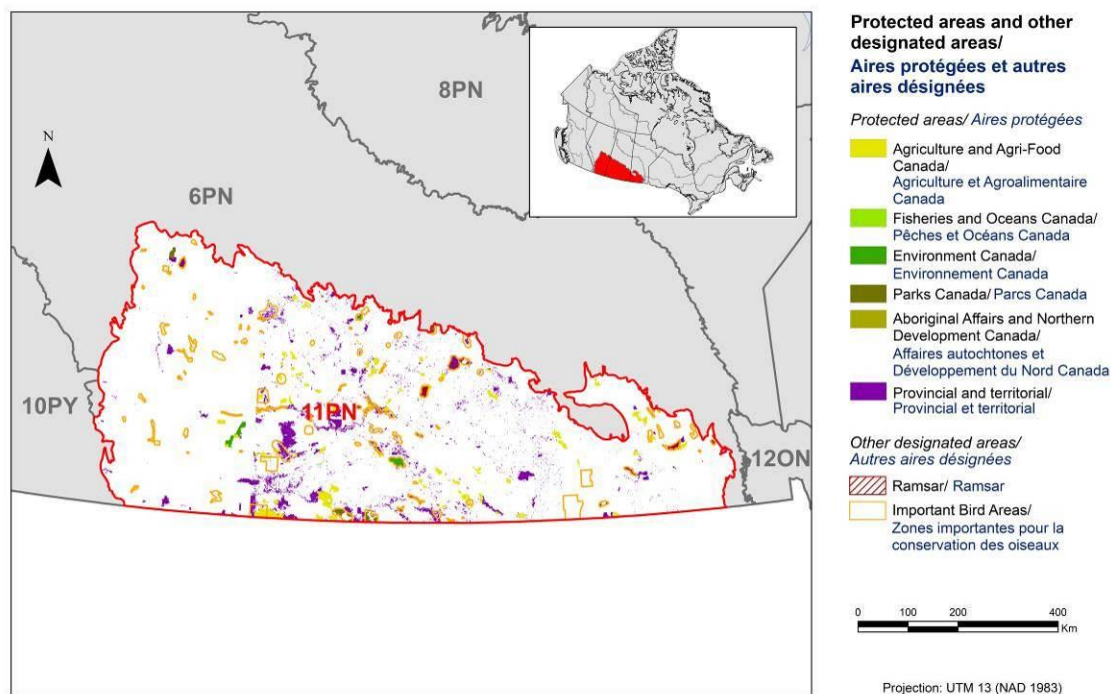 8PN
N
6PN
10PY
11PN
12ON
Protected areas and other
designated areas/
Aires protégées et autres
aires désignées
Protected areas/ Aires protégées
Agriculture and Agri-Food
Canada/
Agriculture et Agroalimentaire
Canada
Fisheries and Oceans Canada/
Pêches et Océans Canada
Environment Canada/
Environnement Canada
Parks Canada/ Parcs Canada
Aboriginal Affairs and Northern
Development Canada/
Affaires autochtones et
Développement du Nord Canada
Provincial and territorial/
Provincial et territorial
Other designated areas/
Autres aires désignées
Ramsar/ Ramsar
Important Bird Areas/
Zones importantes pour la
conservation des oiseaux
0 100 200 400
Km
Projection: UTM 13 (NAD 1983)